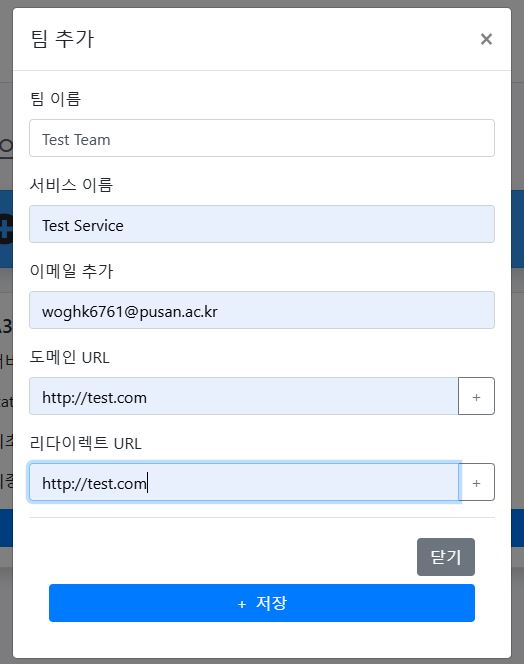 팀 추가
×
팀 이름
Test Team
서비스 이름
Test Service
이메일 추가
woghk6761@pusan.ac.kr
도메인 URL
http://test.com +
리다이렉트 URL
http://test.com +
닫기
+ 저장